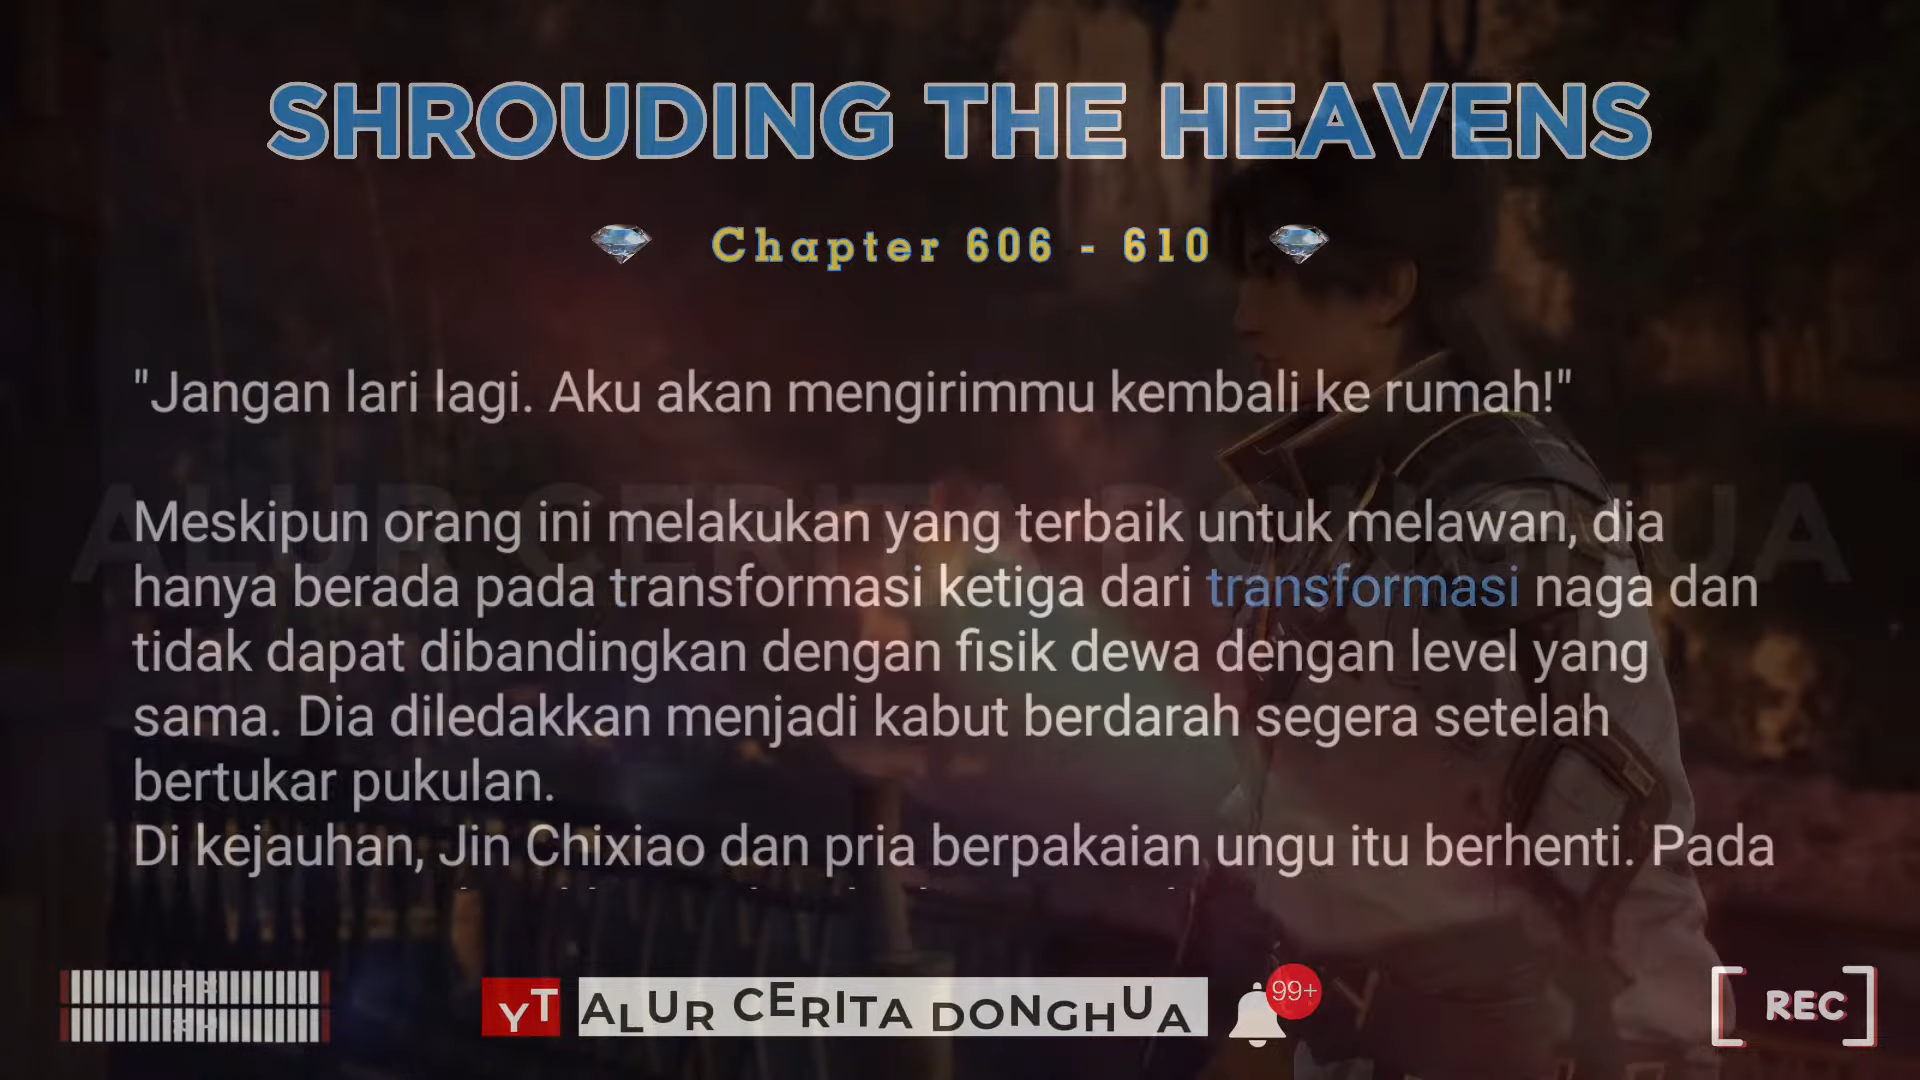 SHROUDING THE HEAVENS
Chapter 606 - 610
"Jangan lari lagi. Aku akan mengirimmu kembali ke rumah!"
ALUR CERITA DONGHUA
Meskipun orang ini melakukan yang terbaik untuk melawan, dia
hanya berada pada transformasi ketiga dari transformasi naga dan
tidak dapat dibandingkan dengan fisik dewa dengan level yang
sama. Dia diledakkan menjadi kabut berdarah segera setelah
bertukar pukulan.
Di kejauhan, Jin Chixiao dan pria berpakaian ungu itu berhenti. Pada
YT ALUR CERITA DONGHUA 99+
REC